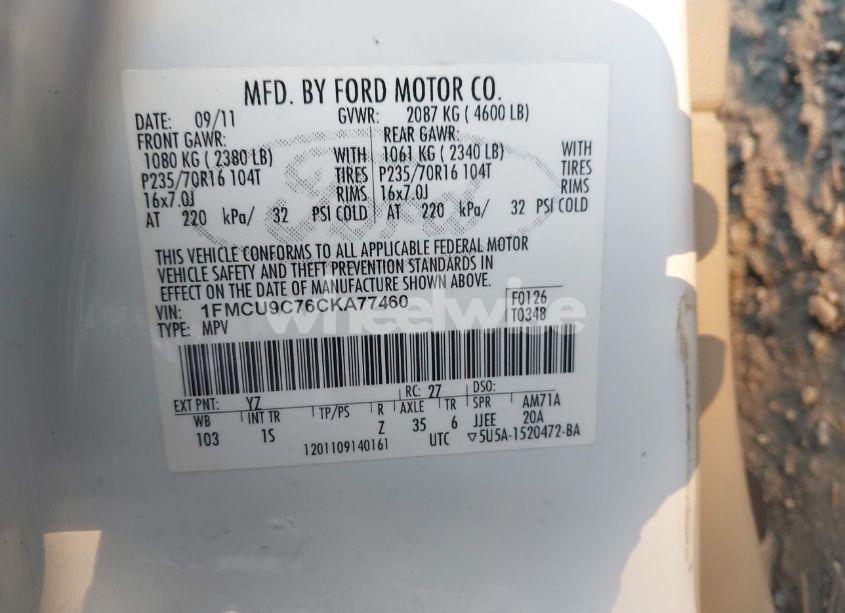 MFD. BY FORD MOTOR CO.
DATE: 09/11 GVWR: 2087 KG ( 4600 LB)
FRONT GAWR: REAR GAWR:
1080 KG ( 2380 LB) WITH 1061 KG ( 2340 LB) WITH
P235/70R16 104T TIRES P235/70R16 104T TIRES
16x7.0J RIMS 16x7.0J RIMS
AT 220 kPa/ 32 PSI COLD AT 220 kPa/ 32 PSI COLD
Ford
THIS VEHICLE CONFORMS TO ALL APPLICABLE FEDERAL MOTOR
VEHICLE SAFETY AND THEFT PREVENTION STANDARDS IN
EFFECT ON THE DATE OF MANUFACTURE SHOWN ABOVE.
VIN: 1FMCU9C76CKA77460 F0126
TYPE: MPV T0348
wheelwise
EXT PNT: YZ RC: 27 DSO:
WB INT TR TP/PS R AXLE TR SPR AM71A
103 1S Z 35 6 JJEE 20A
1201109140161 UTC ▽5U5A-1520472-BA